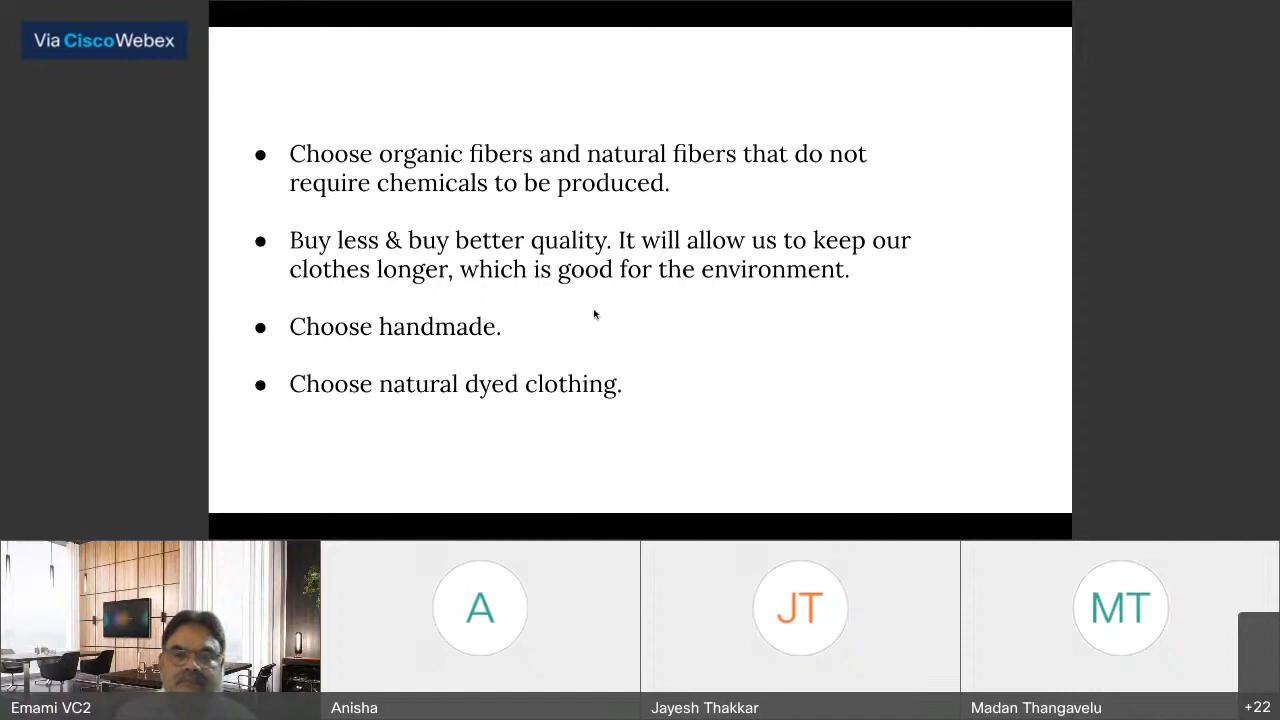 Via CiscoWebex
● Choose organic fibers and natural fibers that do not
require chemicals to be produced.
● Buy less & buy better quality. It will allow us to keep our
clothes longer, which is good for the environment.
● Choose handmade.
● Choose natural dyed clothing.
A
JT
MT
Emami VC2
Anisha
Jayesh Thakkar
Madan Thangavelu
+22